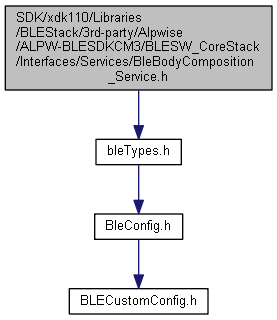 SDK/xdk110/Libraries
/BLEStack/3rd-party/Alpwise
/ALPW-BLESDKCM3/BLESW_CoreStack
/Interfaces/Services/BleBodyComposition
_Service.h
bleTypes.h
BleConfig.h
BLECustomConfig.h